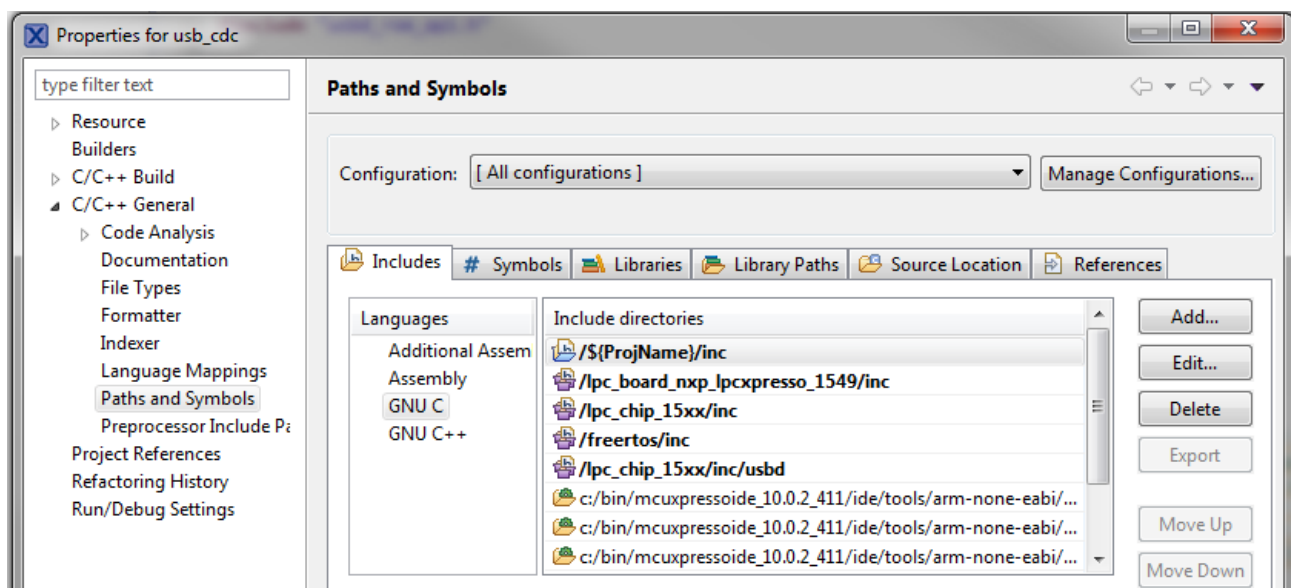 Properties for usb_cdc
type filter text
Resource
Builders
C/C++ Build
C/C++ General
Code Analysis
Documentation
File Types
Formatter
Indexer
Language Mappings
Paths and Symbols
Preprocessor Include Pa
Project References
Refactoring History
Run/Debug Settings
Paths and Symbols
Configuration: [ All configurations ] Manage Configurations...
Includes # Symbols Libraries Library Paths Source Location References
Languages
Additional Assem
Assembly
GNU C
GNU C++
Include directories
/${ProjName}/inc
/lpc_board_nxp_lpcxpresso_1549/inc
/lpc_chip_15xx/inc
/freertos/inc
/lpc_chip_15xx/inc/usbd
c:/bin/mcuxpressoide_10.0.2_411/ide/tools/arm-none-eabi/...
c:/bin/mcuxpressoide_10.0.2_411/ide/tools/arm-none-eabi/...
c:/bin/mcuxpressoide_10.0.2_411/ide/tools/arm-none-eabi/...
Add...
Edit...
Delete
Export
Move Up
Move Down